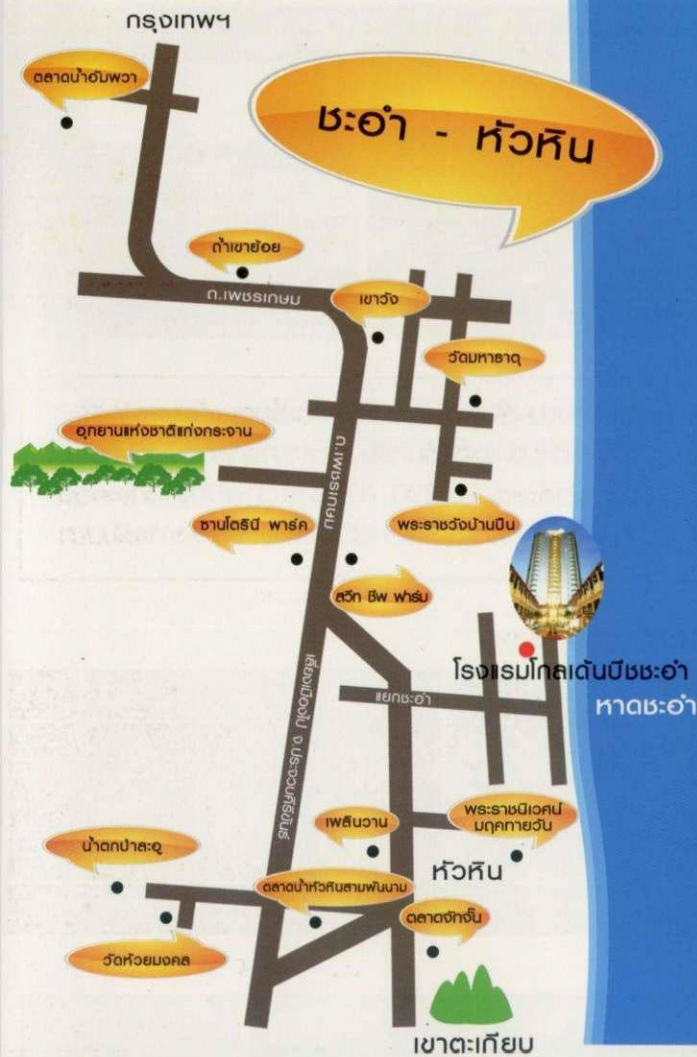 กรุงเทพฯ
ตลาดน้ำอัมพวา
ชะอำ - หัวหิน
ถ้ำเขาย้อย
ถ.เพชรเกษม
เขาวัง
วัดมหาธาตุ
อุทยานแห่งชาติแก่งกระจาน
ถ.เพชรเกษม
ซานโตรินี พาร์ค
พระราชวังบ้านปืน
สวีท ชีพ ฟาร์ม
โรงแรมโกลเด้นบีชชะอำ
แยกชะอำ
หาดชะอำ
เลี่ยงเมืองไป จ.ประจวบคีรีขันธ์
เพลินวาน
พระราชนิเวศน์
มฤคทายวัน
น้ำตกป่าละอู
หัวหิน
ตลาดน้ำหัวหินสามพันนาม
ตลาดจั๊กจั่น
วัดห้วยมงคล
เขาตะเกียบ